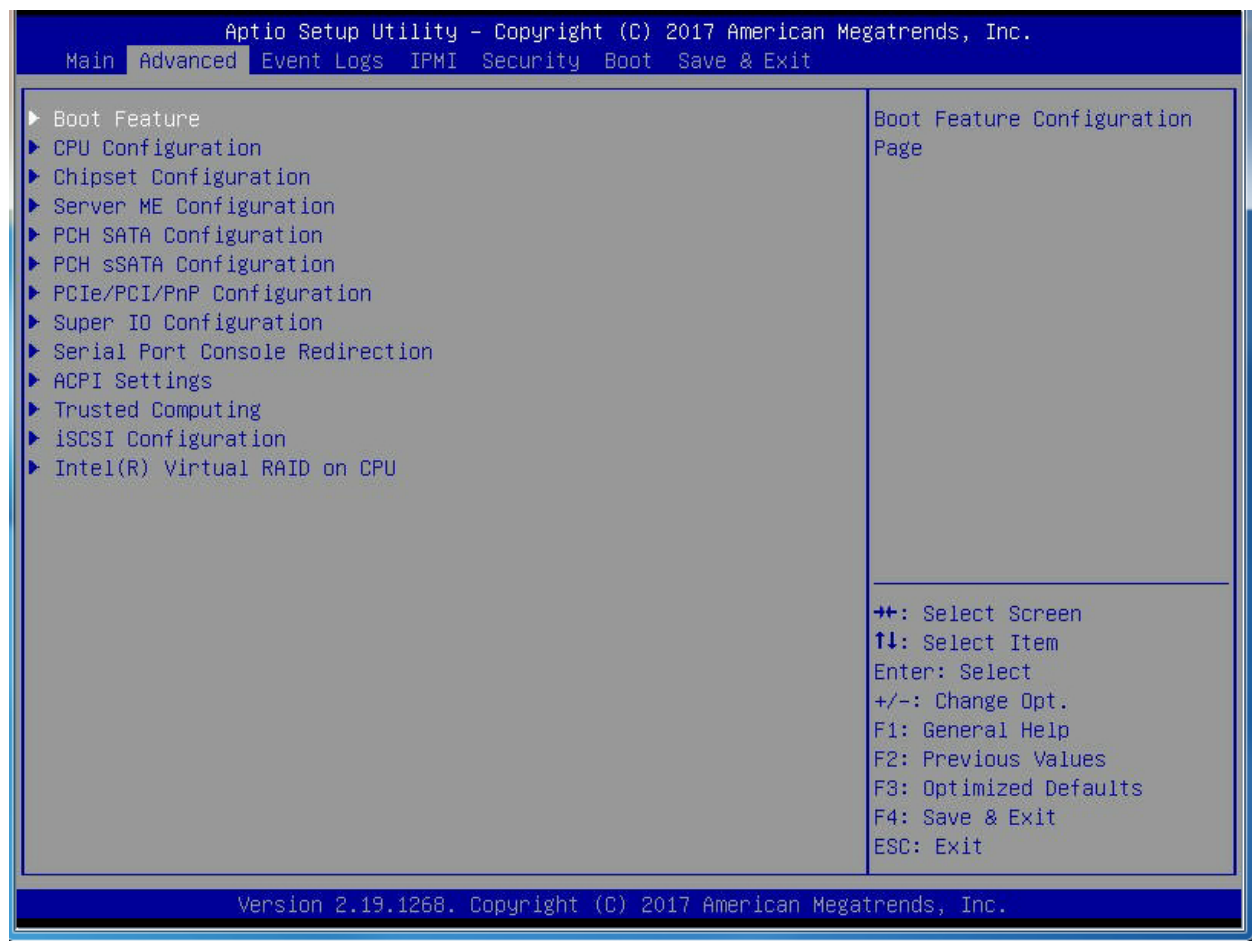 Aptio Setup Utility – Copyright (C) 2017 American Megatrends, Inc.
Main Advanced Event Logs IPMI Security Boot Save & Exit
▶ Boot Feature
▶ CPU Configuration
▶ Chipset Configuration
▶ Server ME Configuration
▶ PCH SATA Configuration
▶ PCH sSATA Configuration
▶ PCIe/PCI/PnP Configuration
▶ Super IO Configuration
▶ Serial Port Console Redirection
▶ ACPI Settings
▶ Trusted Computing
▶ iSCSI Configuration
▶ Intel(R) Virtual RAID on CPU
Boot Feature Configuration
Page
→←: Select Screen
↑↓: Select Item
Enter: Select
+/-: Change Opt.
F1: General Help
F2: Previous Values
F3: Optimized Defaults
F4: Save & Exit
ESC: Exit
Version 2.19.1268. Copyright (C) 2017 American Megatrends, Inc.